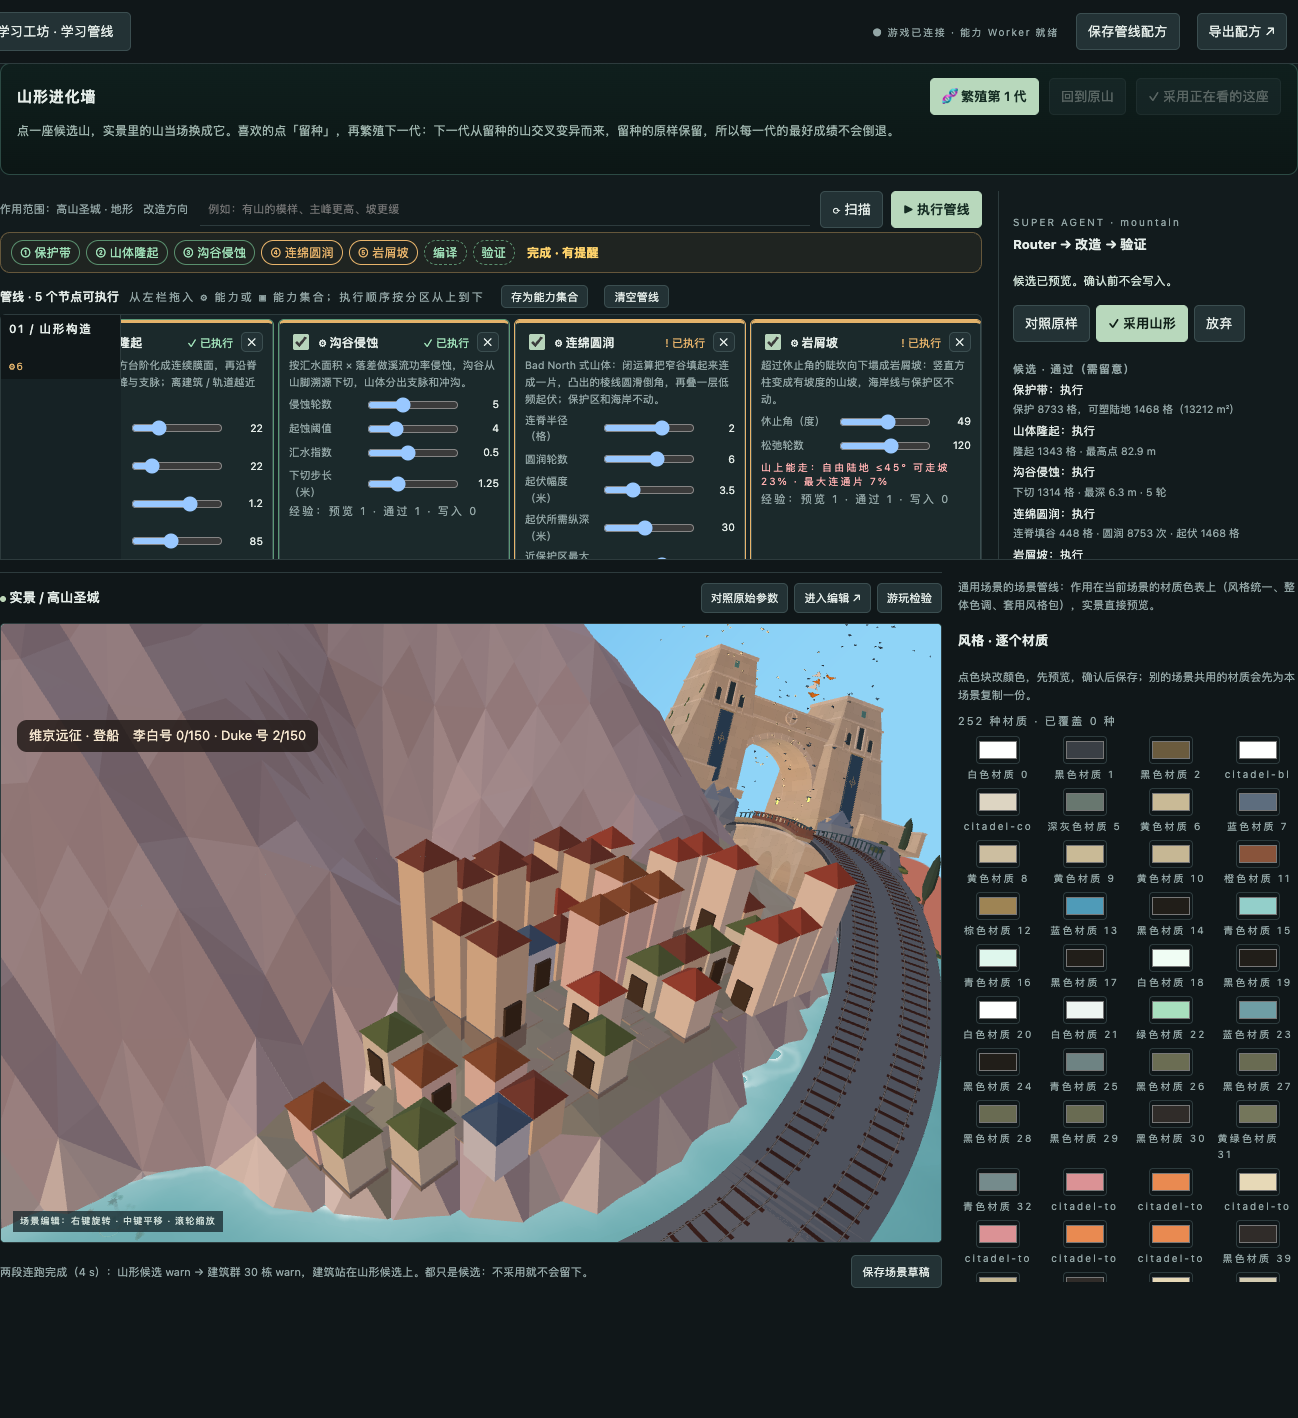 学习工坊 · 学习管线
游戏已连接 · 能力 Worker 就绪
保存管线配方
导出配方 ↗
山形进化墙
🧬 繁殖第 1 代
回到原山
✓ 采用正在看的这座
点一座候选山，实景里的山当场换成它。喜欢的点「留种」，再繁殖下一代：下一代从留种的山交叉变异而来，留种的原样保留，所以每一代的最好成绩不会倒退。
作用范围：高山圣城 · 地形 改造方向
例如：有山的模样、主峰更高、坡更缓
⟳ 扫描
▶ 执行管线
① 保护带
② 山体隆起
③ 沟谷侵蚀
④ 连绵圆润
⑤ 岩屑坡
编译
验证
完成 · 有提醒
管线 · 5 个节点可执行
从左栏拖入 ⚙ 能力或 ▣ 能力集合；执行顺序按分区从上到下
存为能力集合
清空管线
01 / 山形构造
⚙6
隆起
✓ 已执行
✕
方台阶化成连续膜面，再沿脊
峰与支脉；离建筑 / 轨道越近
22
22
1.2
85
⚙ 沟谷侵蚀
✓ 已执行
✕
按汇水面积 × 落差做溪流功率侵蚀，沟谷从
山脚溯源下切，山体分出支脉和冲沟。
侵蚀轮数
5
起蚀阈值
4
汇水指数
0.5
下切步长
（米）
1.25
经验：预览 1 · 通过 1 · 写入 0
⚙ 连绵圆润
! 已执行
✕
Bad North 式山体：闭运算把窄谷填起来连
成一片，凸出的棱线圆滑倒角，再叠一层低
频起伏；保护区和海岸不动。
连脊半径
（格）
2
圆润轮数
6
起伏幅度
（米）
3.5
起伏所需纵深
（米）
30
近保护区最大
⚙ 岩屑坡
! 已执行
✕
超过休止角的陡坎向下塌成岩屑坡：竖直方
柱变成有坡度的山坡，海岸线与保护区不
动。
休止角（度）
49
松弛轮数
120
山上能走：自由陆地 ≤45° 可走坡
23% · 最大连通片 7%
经验：预览 1 · 通过 1 · 写入 0
SUPER AGENT · mountain
Router → 改造 → 验证
候选已预览。确认前不会写入。
对照原样
✓ 采用山形
放弃
候选 · 通过（需留意）
保护带：执行
保护 8733 格，可塑陆地 1468 格（13212 m²）
山体隆起：执行
隆起 1343 格 · 最高点 82.9 m
沟谷侵蚀：执行
下切 1314 格 · 最深 6.3 m · 5 轮
连绵圆润：执行
连脊填谷 448 格 · 圆润 8753 次 · 起伏 1468 格
岩屑坡：执行
实景 / 高山圣城
对照原始参数
进入编辑 ↗
游玩检验
维京远征 · 登船 李白号 0/150 · Duke 号 2/150
场景编辑：右键旋转 · 中键平移 · 滚轮缩放
两段连跑完成（4 s）：山形候选 warn → 建筑群 30 栋 warn，建筑站在山形候选上。都只是候选：不采用就不会留下。
保存场景草稿
通用场景的场景管线：作用在当前场景的材质色表上（风格统一、整
体色调、套用风格包），实景直接预览。
风格 · 逐个材质
点色块改颜色，先预览，确认后保存；别的场景共用的材质会先为本
场景复制一份。
252 种材质 · 已覆盖 0 种
白色材质 0
黑色材质 1
黑色材质 2
citadel-bl
citadel-co
深灰色材质 5
黄色材质 6
蓝色材质 7
黄色材质 8
黄色材质 9
黄色材质 10
橙色材质 11
棕色材质 12
蓝色材质 13
黑色材质 14
青色材质 15
青色材质 16
黑色材质 17
白色材质 18
黑色材质 19
白色材质 20
白色材质 21
绿色材质 22
蓝色材质 23
黑色材质 24
青色材质 25
黑色材质 26
黑色材质 27
黑色材质 28
黑色材质 29
黑色材质 30
黄绿色材质
31
青色材质 32
citadel-to
citadel-to
citadel-to
citadel-to
citadel-to
citadel-to
黑色材质 39